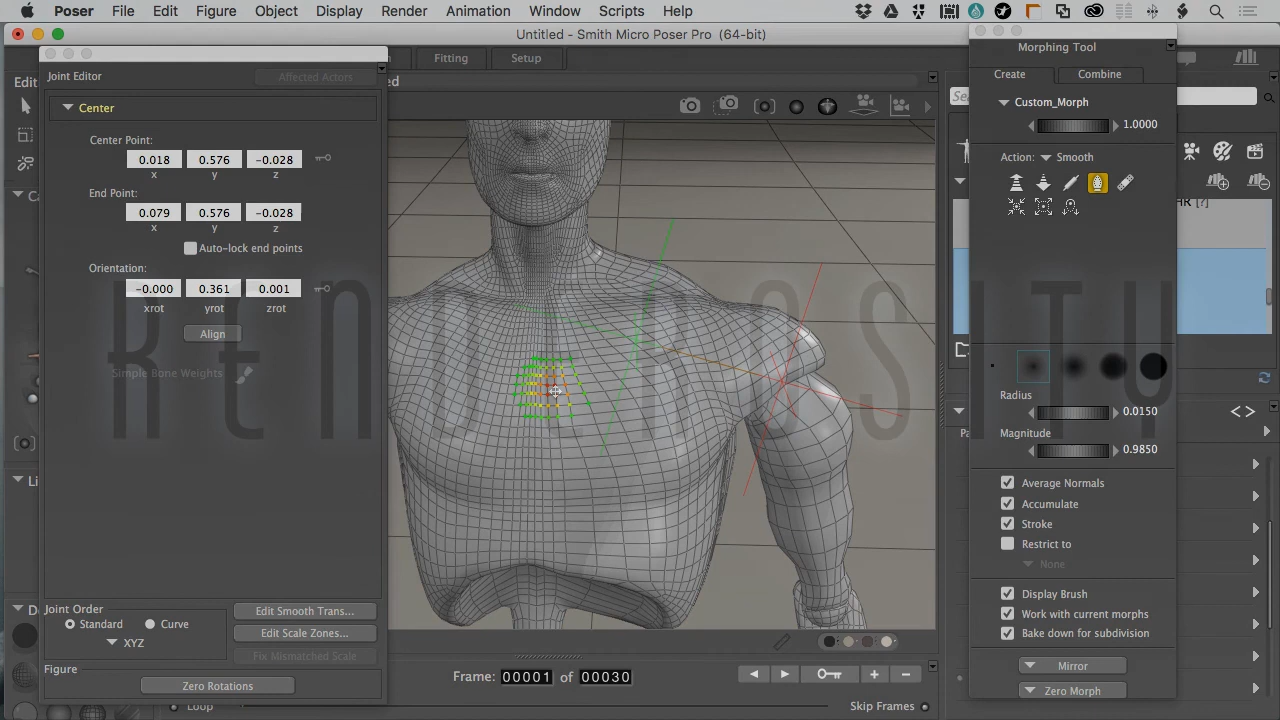 Poser File Edit Figure Object Display Render Animation Window Scripts Help
Untitled - Smith Micro Poser Pro (64-bit)
Fitting Setup
Joint Editor
Affected Actors
Center
Center Point:
0.018 0.576 -0.028
x y z
End Point:
0.079 0.576 -0.028
x y z
Auto-lock end points
Orientation:
-0.000 0.361 0.001
xrot yrot zrot
Align
Simple Bone Weights
Joint Order
Standard Curve
XYZ
Edit Smooth Trans...
Edit Scale Zones...
Fix Mismatched Scale
Figure
Zero Rotations
Loop
Frame: 00001 of 00030
Skip Frames
Morphing Tool
Create Combine
Custom_Morph
1.0000
Action: Smooth
Radius
0.0150
Magnitude
0.9850
Average Normals
Accumulate
Stroke
Restrict to
None
Display Brush
Work with current morphs
Bake down for subdivision
Mirror
Zero Morph
HR [?]
RENDEROSITY